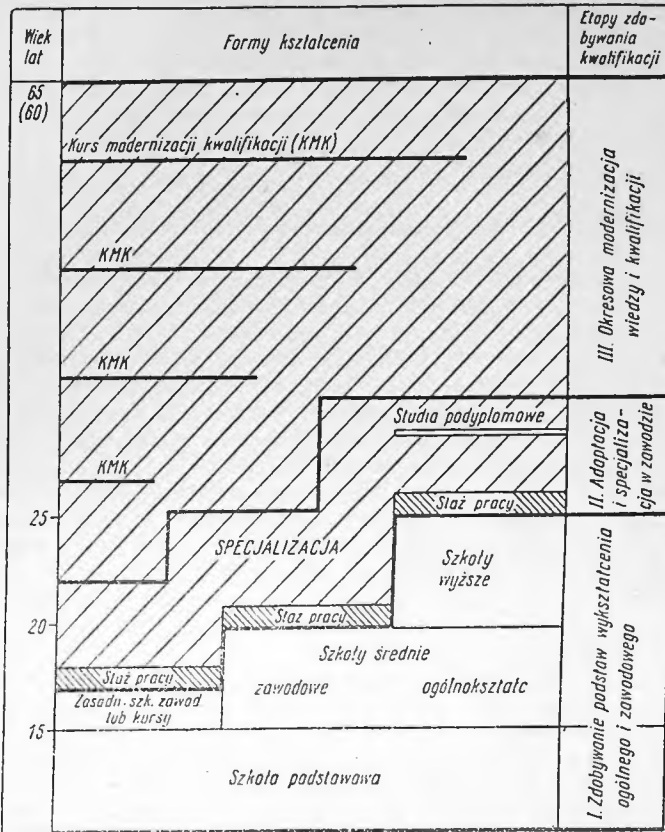 Wiek
lat
Formy kształcenia
Etapy zdo-
bywania
kwalifikacji
65
(60)
Kurs modernizacji kwalifikacji (KMK)
KMK
KMK
KMK
III. Okresowa modernizacja
wiedzy i kwalifikacji
Studia podyplomowe
II. Adaptacja
i specjaliza-
cja w zawodzie
25
Staż pracy
SPECJALIZACJA
Szkoły
wyższe
20
Staż pracy
Szkoły średnie
zawodowe
ogólnokształc
Staż pracy
Zasadn. szk. zawod.
lub kursy
15
Szkoła podstawowa
I. Zdobywanie podstaw wykształcenia
ogólnego i zawodowego